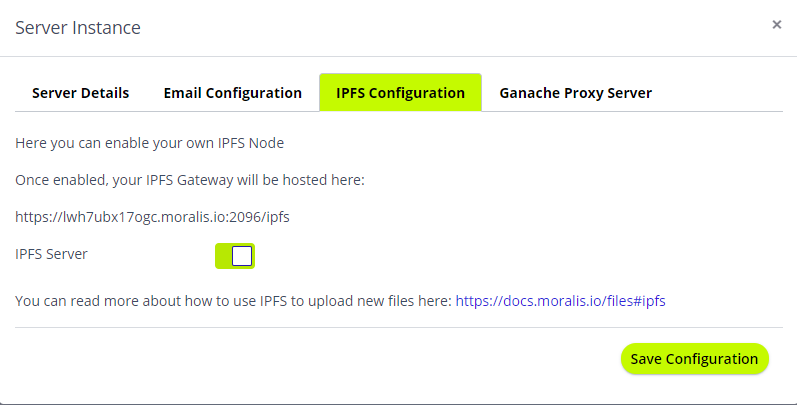 Server Instance
×
Server Details Email Configuration IPFS Configuration Ganache Proxy Server
Here you can enable your own IPFS Node
Once enabled, your IPFS Gateway will be hosted here:
https://lwh7ubx17ogc.moralis.io:2096/ipfs
IPFS Server
You can read more about how to use IPFS to upload new files here: https://docs.moralis.io/files#ipfs
Save Configuration